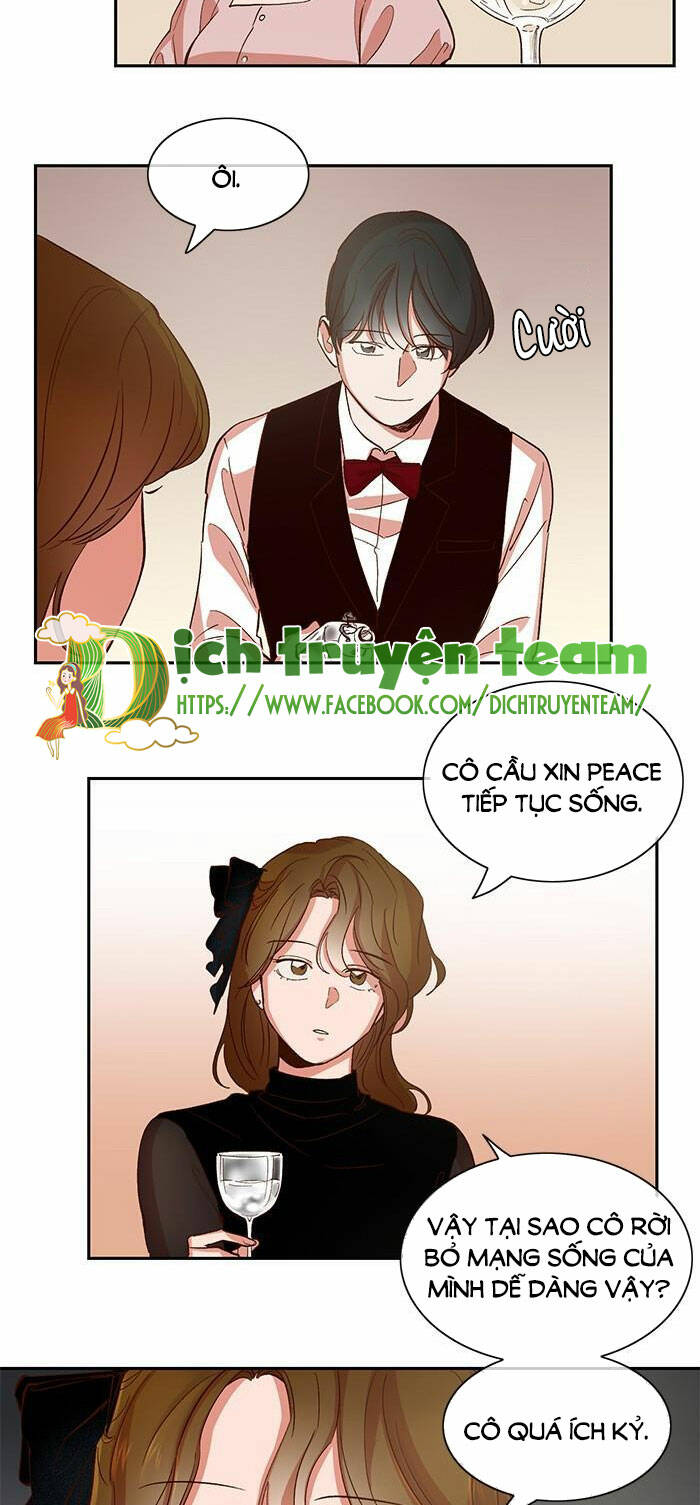 ÔI.
Cười
Dịch truyện team
HTTPS://WWW.FACEBOOK.COM/DICHTRUYENTEAM/
CÔ CẦU XIN PEACE
TIẾP TỤC SỐNG.
VẬY TẠI SAO CÔ RỜI
BỎ MẠNG SỐNG CỦA
MÌNH DỄ DÀNG VẬY?
CÔ QUÁ ÍCH KỶ.